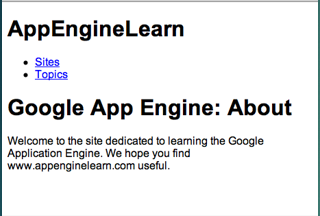 AppEngineLearn
Sites
Topics
Google App Engine: About
Welcome to the site dedicated to learning the Google
Application Engine. We hope you find
www.appenginelearn.com useful.